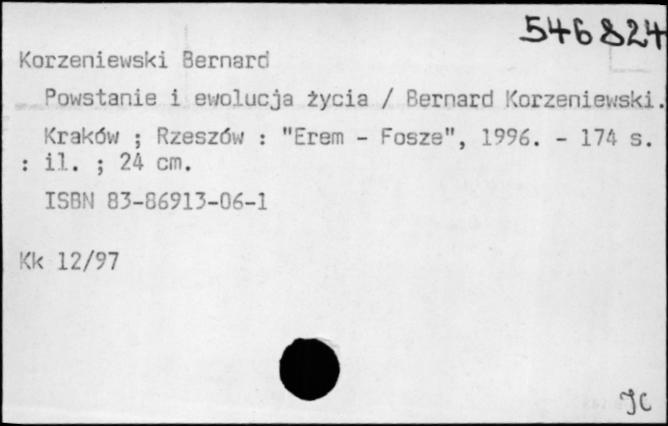 546824
Korzeniewski Bernard
Powstanie i ewolucja życia / Bernard Korzeniewski.
Kraków ; Rzeszów : "Erem - Fosze", 1996. - 174 s.
: il. ; 24 cm.
ISBN 83-86913-06-1
Kk 12/97
JC